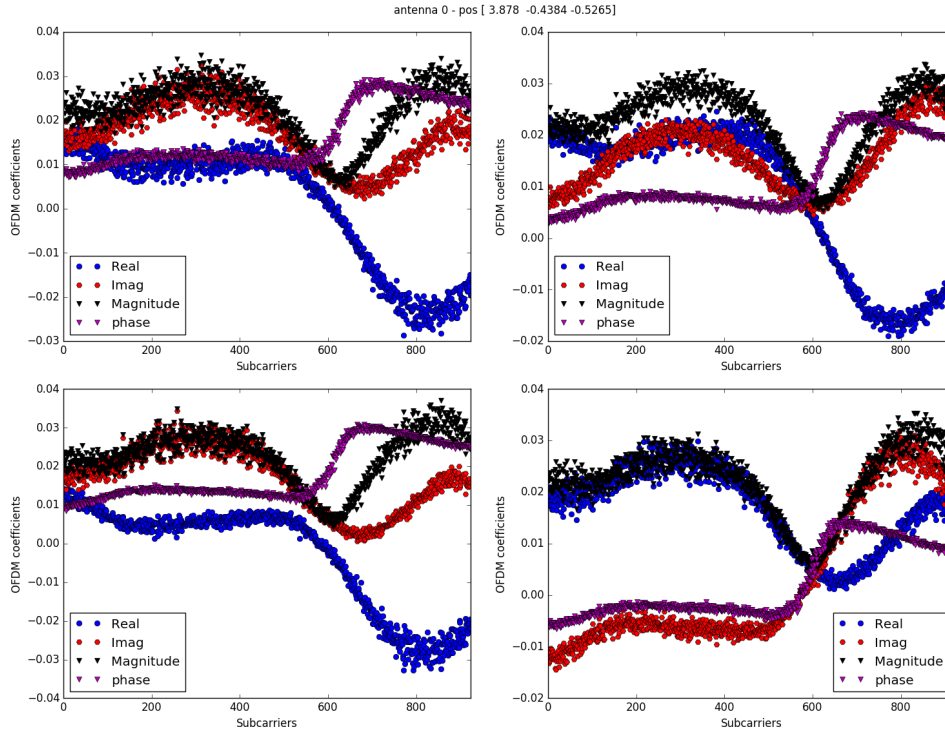 antenna 0 - pos [ 3.878 -0.4384 -0.5265]
0.04
0.03
0.02
0.01
0.00
−0.01
−0.02
−0.03
OFDM coefficients
Real
Imag
Magnitude
phase
0 200 400 600 800
Subcarriers
0.04
0.03
0.02
0.01
0.00
−0.01
−0.02
OFDM coefficients
Real
Imag
Magnitude
phase
0 200 400 600 800
Subcarriers
0.04
0.03
0.02
0.01
0.00
−0.01
−0.02
−0.03
−0.04
OFDM coefficients
Real
Imag
Magnitude
phase
0 200 400 600 800
Subcarriers
0.04
0.03
0.02
0.01
0.00
−0.01
−0.02
OFDM coefficients
Real
Imag
Magnitude
phase
0 200 400 600 800
Subcarriers